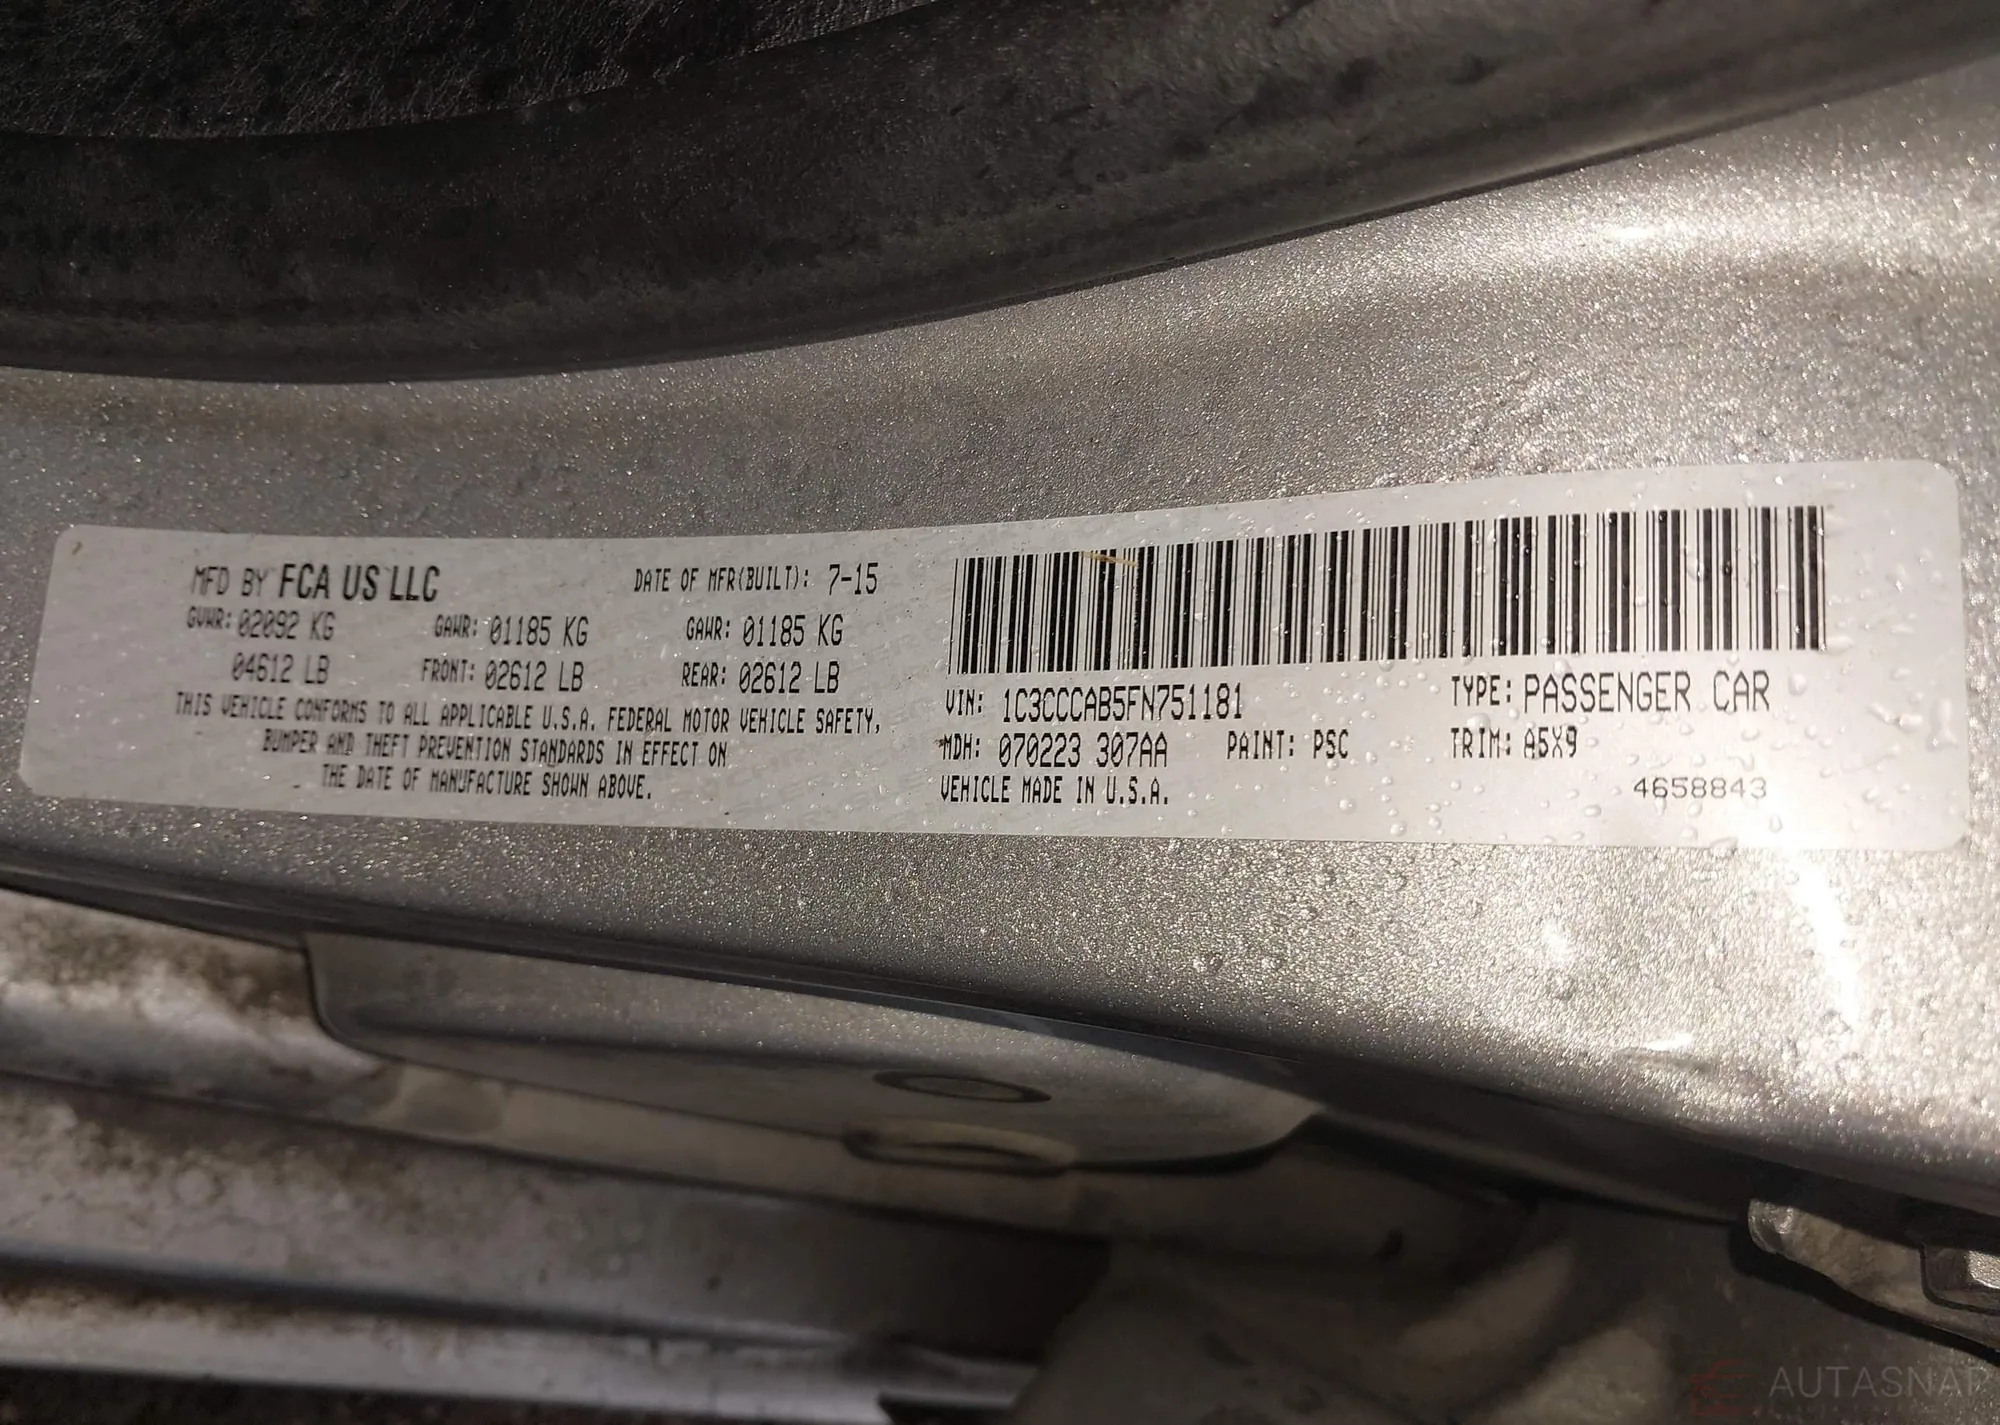 MFD BY FCA US LLC DATE OF MFR(BUILT): 7-15
GVWR: 02092 KG GAWR: 01185 KG GAWR: 01185 KG
04612 LB FRONT: 02612 LB REAR: 02612 LB
THIS VEHICLE CONFORMS TO ALL APPLICABLE U.S.A. FEDERAL MOTOR VEHICLE SAFETY,
BUMPER AND THEFT PREVENTION STANDARDS IN EFFECT ON
THE DATE OF MANUFACTURE SHOWN ABOVE.
VIN: 1C3CCCAB5FN751181 TYPE: PASSENGER CAR
MDH: 070223 307AA PAINT: PSC TRIM: A5X9
VEHICLE MADE IN U.S.A. 4658843
AUTASNAP